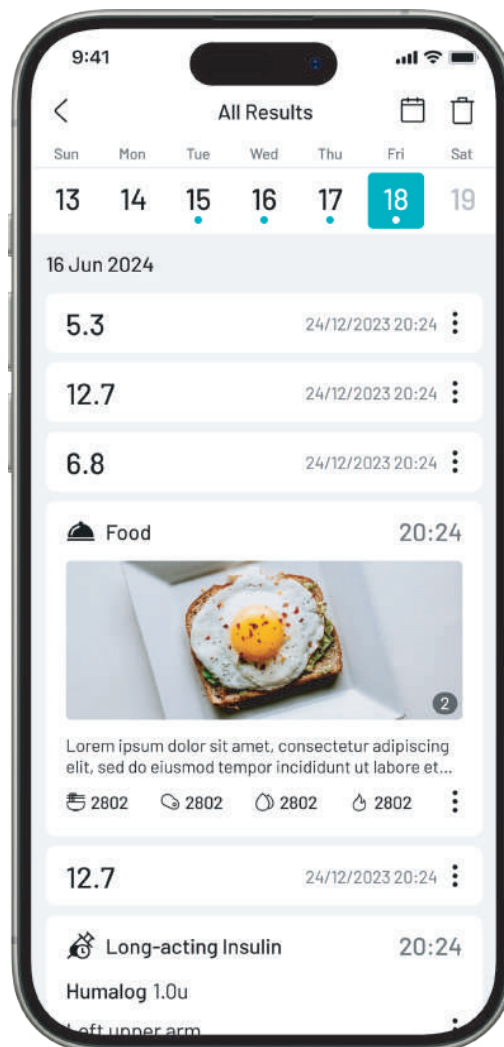 9:41
All Results
Sun Mon Tue Wed Thu Fri Sat
13 14 15 16 17 18 19
16 Jun 2024
5.3 24/12/2023 20:24
12.7 24/12/2023 20:24
6.8 24/12/2023 20:24
Food 20:24
2
Lorem ipsum dolor sit amet, consectetur adipiscing
elit, sed do eiusmod tempor incididunt ut labore et...
2802 2802 2802 2802
12.7 24/12/2023 20:24
Long-acting Insulin 20:24
Humalog 1.0u
Left upper arm